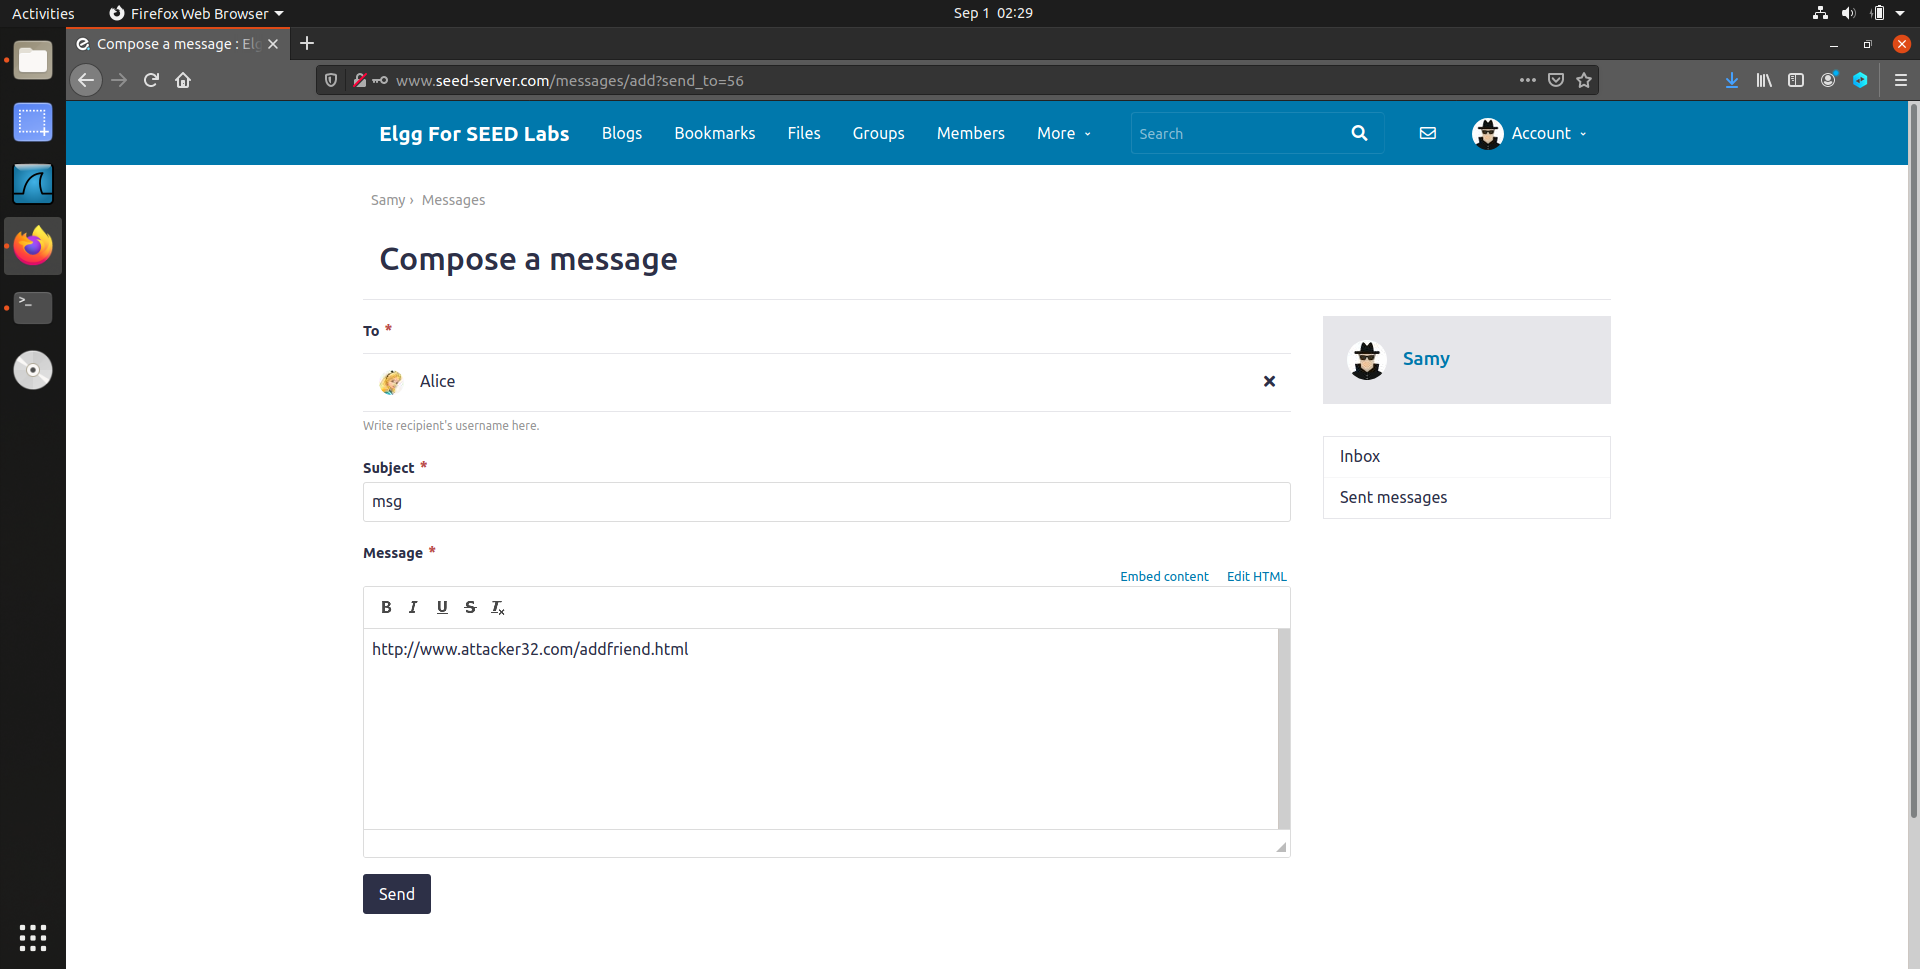 Activities
Firefox Web Browser
Sep 1 02:29
Compose a message : Elg
www.seed-server.com/messages/add?send_to=56
Elgg For SEED Labs
Blogs
Bookmarks
Files
Groups
Members
More
Search
Account
Samy ›
Messages
Compose a message
To *
Alice
Write recipient's username here.
Subject *
msg
Message *
Embed content
Edit HTML
B I U S Tx
http://www.attacker32.com/addfriend.html
Send
Samy
Inbox
Sent messages